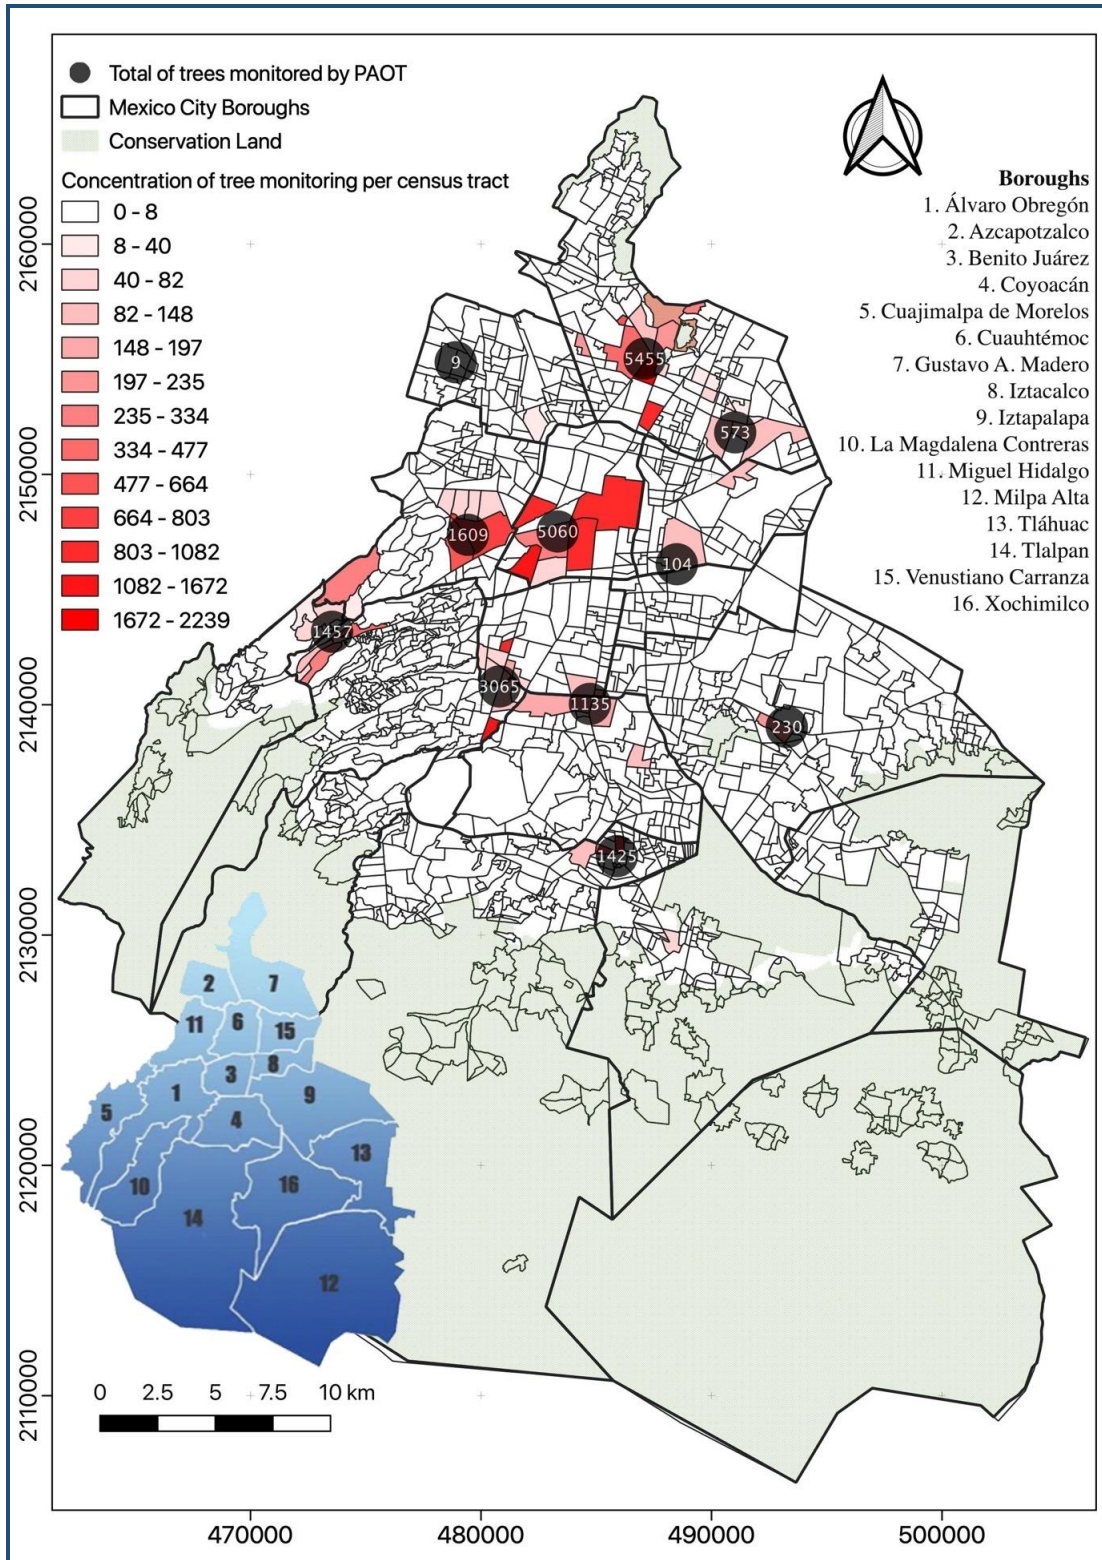 Total of trees monitored by PAOT
Mexico City Boroughs
Conservation Land
Concentration of tree monitoring per census tract
0 - 8
8 - 40
40 - 82
82 - 148
148 - 197
197 - 235
235 - 334
334 - 477
477 - 664
664 - 803
803 - 1082
1082 - 1672
1672 - 2239
Boroughs
1. Álvaro Obregón
2. Azcapotzalco
3. Benito Juárez
4. Coyoacán
5. Cuajimalpa de Morelos
6. Cuauhtémoc
7. Gustavo A. Madero
8. Iztacalco
9. Iztapalapa
10. La Magdalena Contreras
11. Miguel Hidalgo
12. Milpa Alta
13. Tláhuac
14. Tlalpan
15. Venustiano Carranza
16. Xochimilco
2160000
2150000
2140000
2130000
2120000
2110000
9
5455
573
1609
5060
104
1457
3065
1135
230
1425
2
7
11
6
15
8
3
1
9
5
4
13
10
16
14
12
0
2.5
5
7.5
10 km
470000
480000
490000
500000